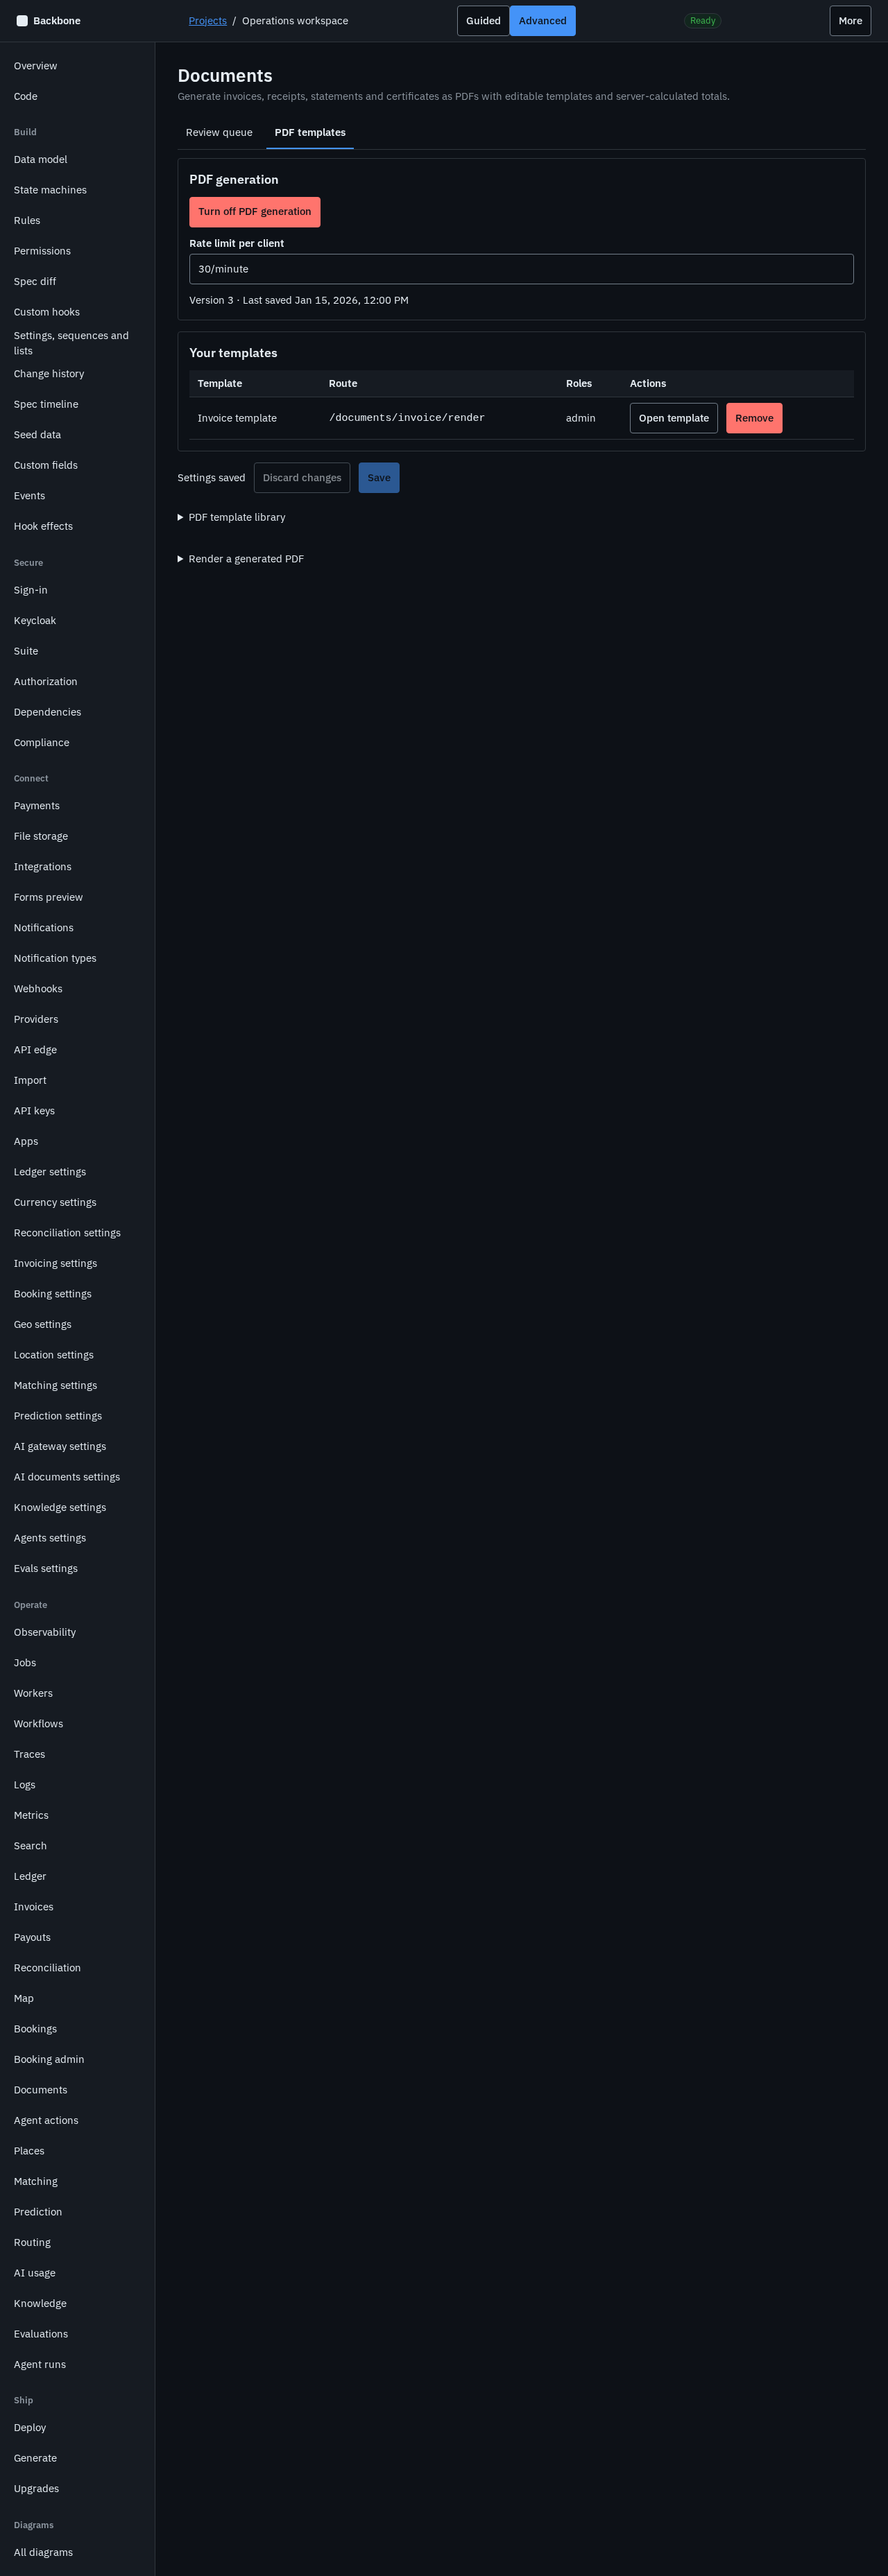 Backbone
Projects / Operations workspace
Guided
Advanced
Ready
More
Overview
Code
Build
Data model
State machines
Rules
Permissions
Spec diff
Custom hooks
Settings, sequences and
lists
Change history
Spec timeline
Seed data
Custom fields
Events
Hook effects
Secure
Sign-in
Keycloak
Suite
Authorization
Dependencies
Compliance
Connect
Payments
File storage
Integrations
Forms preview
Notifications
Notification types
Webhooks
Providers
API edge
Import
API keys
Apps
Ledger settings
Currency settings
Reconciliation settings
Invoicing settings
Booking settings
Geo settings
Location settings
Matching settings
Prediction settings
AI gateway settings
AI documents settings
Knowledge settings
Agents settings
Evals settings
Operate
Observability
Jobs
Workers
Workflows
Traces
Logs
Metrics
Search
Ledger
Invoices
Payouts
Reconciliation
Map
Bookings
Booking admin
Documents
Agent actions
Places
Matching
Prediction
Routing
AI usage
Knowledge
Evaluations
Agent runs
Ship
Deploy
Generate
Upgrades
Diagrams
All diagrams
Documents
Generate invoices, receipts, statements and certificates as PDFs with editable templates and server-calculated totals.
Review queue
PDF templates
PDF generation
Turn off PDF generation
Rate limit per client
30/minute
Version 3 · Last saved Jan 15, 2026, 12:00 PM
Your templates
Template Route Roles Actions
Invoice template /documents/invoice/render admin Open template Remove
Settings saved Discard changes Save
PDF template library
Render a generated PDF